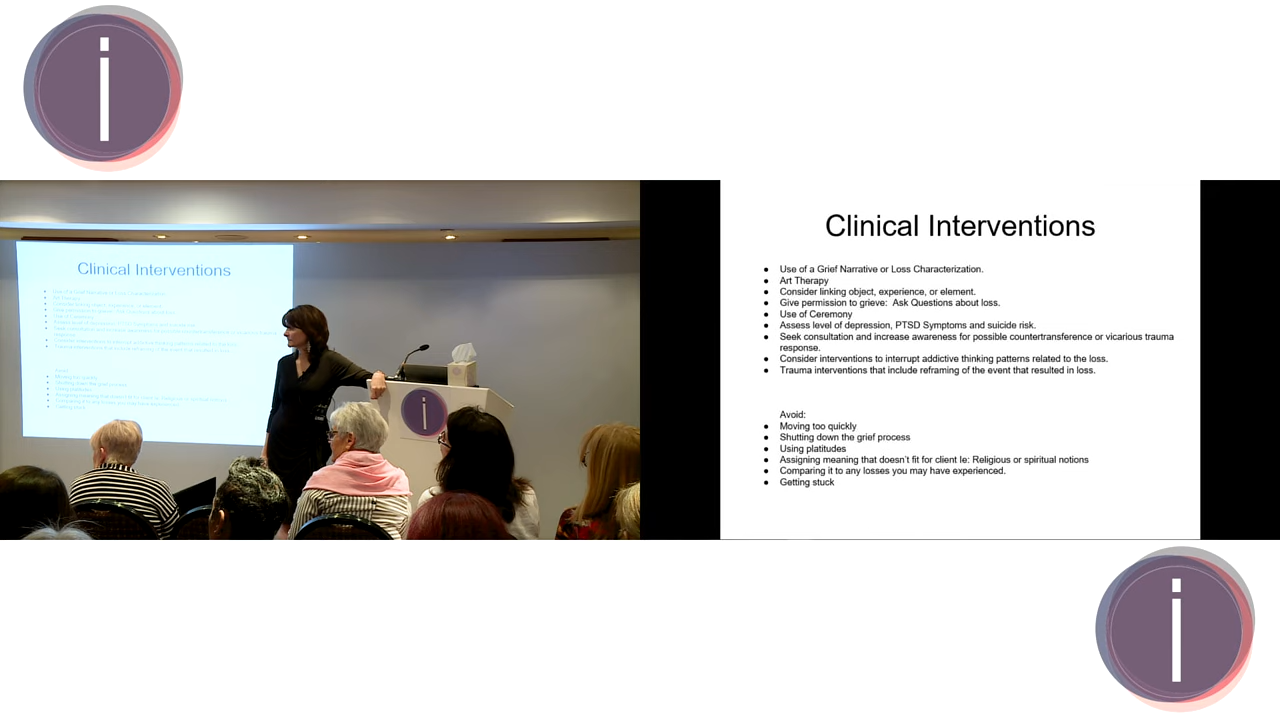 i
Clinical Interventions
i
Clinical Interventions
● Use of a Grief Narrative or Loss Characterization.
● Art Therapy
● Consider linking object, experience, or element.
● Give permission to grieve:  Ask Questions about loss.
● Use of Ceremony
● Assess level of depression, PTSD Symptoms and suicide risk.
● Seek consultation and increase awareness for possible countertransference or vicarious trauma
response.
● Consider interventions to interrupt addictive thinking patterns related to the loss.
● Trauma interventions that include reframing of the event that resulted in loss.
Avoid:
● Moving too quickly
● Shutting down the grief process
● Using platitudes
● Assigning meaning that doesn't fit for client Ie: Religious or spiritual notions
● Comparing it to any losses you may have experienced.
● Getting stuck
i